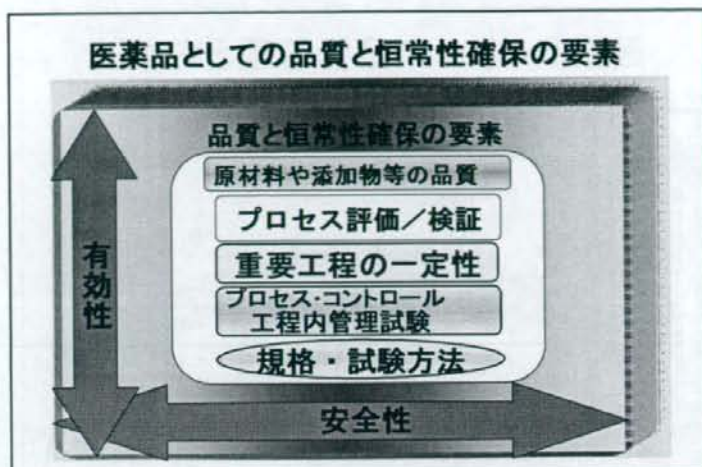 医薬品としての品質と恒常性確保の要素
品質と恒常性確保の要素
原材料や添加物等の品質
プロセス評価／検証
重要工程の一定性
プロセス・コントロール
工程内管理試験
規格・試験方法
有効性
安全性